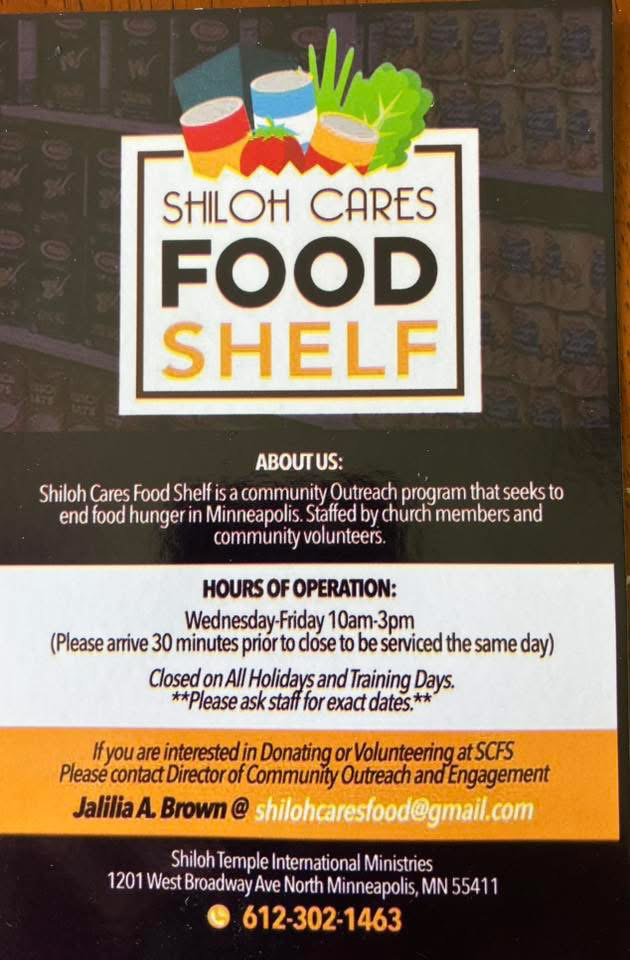 SHILOH CARES
FOOD
SHELF
ABOUT US:
Shiloh Cares Food Shelf is a community Outreach program that seeks to
end food hunger in Minneapolis. Staffed by church members and
community volunteers.
HOURS OF OPERATION:
Wednesday-Friday 10am-3pm
(Please arrive 30 minutes prior to close to be serviced the same day)
Closed on All Holidays and Training Days.
**Please ask staff for exact dates.**
If you are interested in Donating or Volunteering at SCFS
Please contact Director of Community Outreach and Engagement
Jalilia A. Brown @ shilohcaresfood@gmail.com
Shiloh Temple International Ministries
1201 West Broadway Ave North Minneapolis, MN 55411
612-302-1463